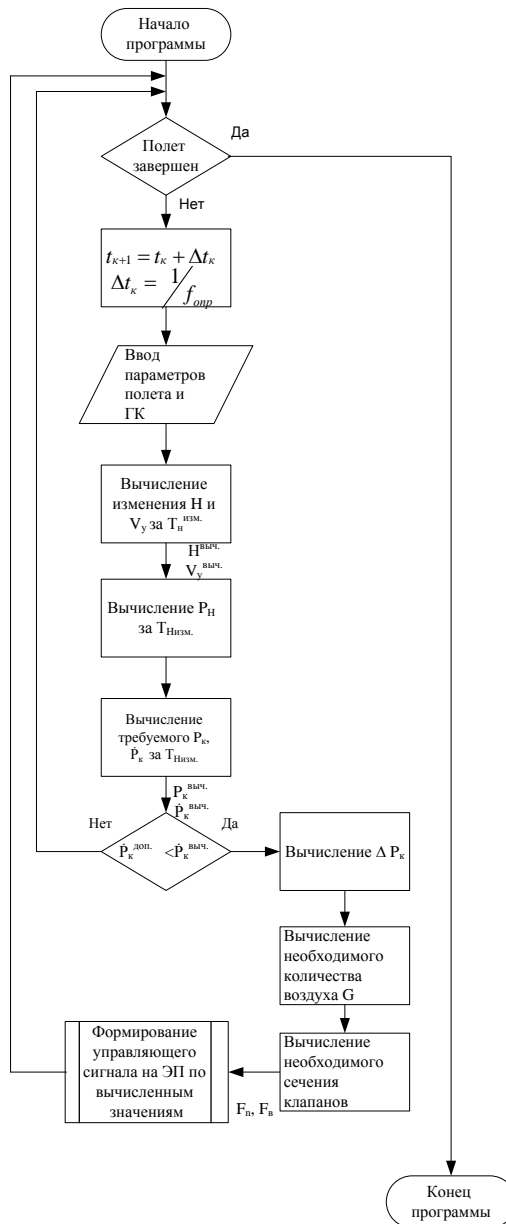 Начало
программы
Полет
завершен
Да
Нет
tк+1 = tк + Δtк
Δtк = 1/fопр
Ввод
параметров
полета и
ГК
Вычисление
изменения H и
Vу за Tнизм.
Hвыч.
Vувыч.
Вычисление PН
за TНизм.
Вычисление
требуемого Pк,
Ṗк за TНизм.
Pквыч.
Ṗквыч.
Нет
Да
Ṗкдоп. <Ṗквыч.
Вычисление Δ Pк
Вычисление
необходимого
количества
воздуха G
Вычисление
необходимого
сечения
клапанов
Fп, Fв
Формирование
управляющего
сигнала на ЭП по
вычисленным
значениям
Конец
программы